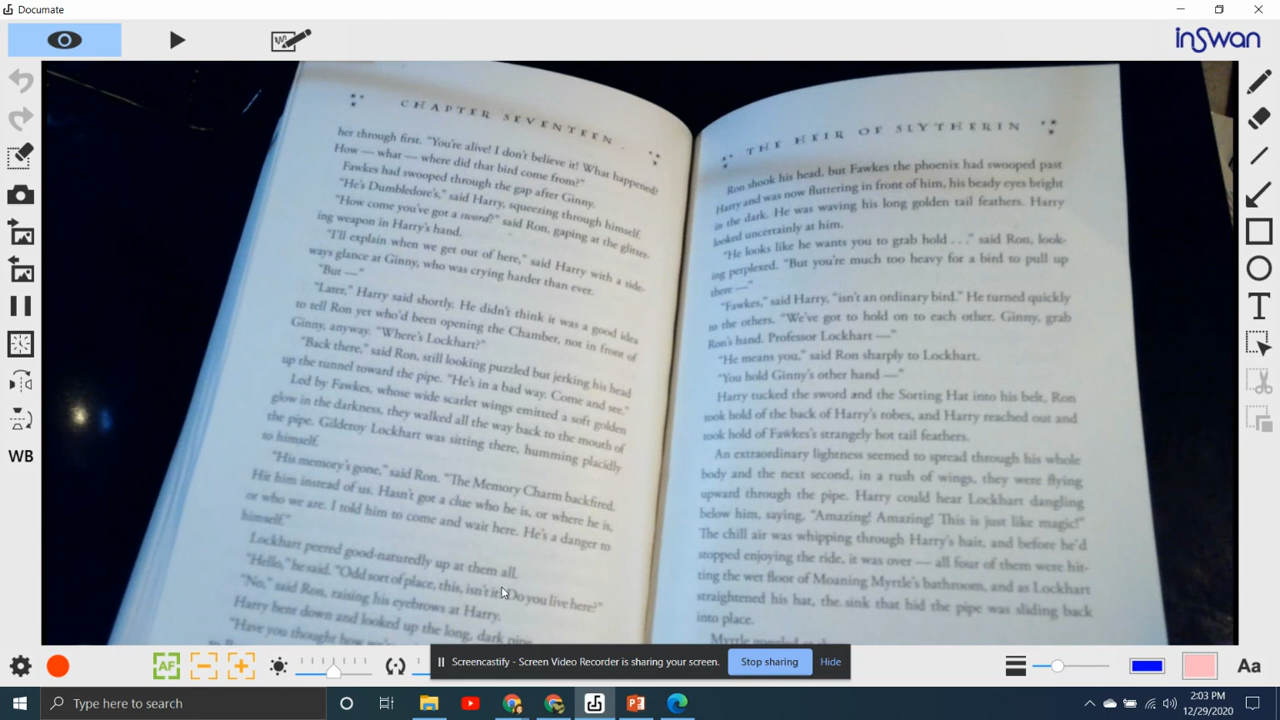 Documate
inSwan
CHAPTER SEVENTEEN
her through first. "You're alive! I don't believe it! What happened?
How — what — where did that bird come from?"
Fawkes had swooped through the gap after Ginny.
"He's Dumbledore's," said Harry, squeezing through himself.
"How come you've got a sword?" said Ron, gaping at the glitter-
ing weapon in Harry's hand.
"I'll explain when we get out of here," said Harry with a side-
ways glance at Ginny, who was crying harder than ever.
"But —"
"Later," Harry said shortly. He didn't think it was a good idea
to tell Ron yet who'd been opening the Chamber, not in front of
Ginny, anyway. "Where's Lockhart?"
"Back there," said Ron, still looking puzzled but jerking his head
up the tunnel toward the pipe. "He's in a bad way. Come and see."
Led by Fawkes, whose wide scarlet wings emitted a soft golden
glow in the darkness, they walked all the way back to the mouth of
the pipe. Gilderoy Lockhart was sitting there, humming placidly
to himself.
"His memory's gone," said Ron. "The Memory Charm backfired.
Hit him instead of us. Hasn't got a clue who he is, or where he is,
or who we are. I told him to come and wait here. He's a danger to
himself."
Lockhart peered good-naturedly up at them all.
"Hello," he said. "Odd sort of place, this, isn't it? Do you live here?"
"No," said Ron, raising his eyebrows at Harry.
Harry bent down and looked up the long, dark pipe.
"Have you thought how
THE HEIR OF SLYTHERIN
Ron shook his head, but Fawkes the phoenix had swooped past
Harry and was now fluttering in front of him, his beady eyes bright
in the dark. He was waving his long golden tail feathers. Harry
looked uncertainly at him.
"He looks like he wants you to grab hold . . ." said Ron, look-
ing perplexed. "But you're much too heavy for a bird to pull up
there —"
"Fawkes," said Harry, "isn't an ordinary bird." He turned quickly
to the others. "We've got to hold on to each other. Ginny, grab
Ron's hand. Professor Lockhart —"
"He means you," said Ron sharply to Lockhart.
"You hold Ginny's other hand —"
Harry tucked the sword and the Sorting Hat into his belt, Ron
took hold of the back of Harry's robes, and Harry reached out and
took hold of Fawkes's strangely hot tail feathers.
An extraordinary lightness seemed to spread through his whole
body and the next second, in a rush of wings, they were flying
upward through the pipe. Harry could hear Lockhart dangling
below him, saying, "Amazing! Amazing! This is just like magic!"
The chill air was whipping through Harry's hair, and before he'd
stopped enjoying the ride, it was over — all four of them were hit-
ting the wet floor of Moaning Myrtle's bathroom, and as Lockhart
straightened his hat, the sink that hid the pipe was sliding back
into place.
Myrtle goggled at
T
WB
AF
Screencastify - Screen Video Recorder is sharing your screen.
Stop sharing
Hide
Aa
Type here to search
2:03 PM
12/29/2020